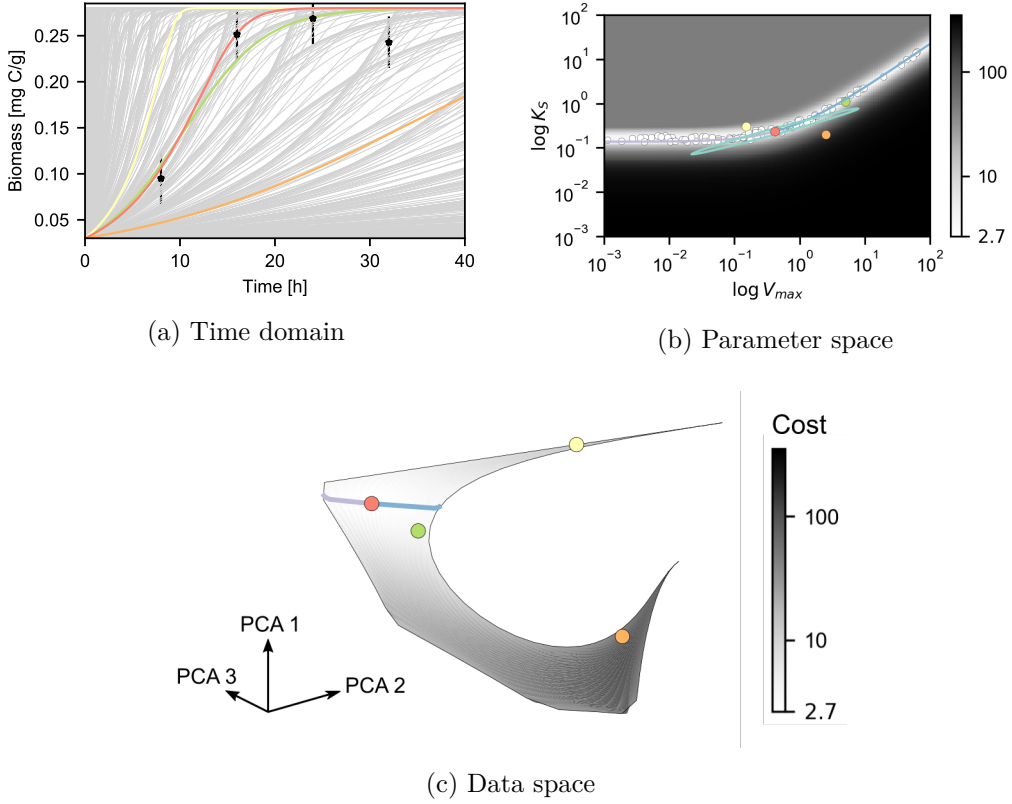 Biomass [mg C/g]
0.25
0.20
0.15
0.10
0.05
0 10 20 30 40
Time [h]
(a) Time domain
log K_S
10^2
10^1
10^0
10^-1
10^-2
10^-3
10^-3 10^-2 10^-1 10^0 10^1 10^2
log V_max
100
10
2.7
(b) Parameter space
PCA 1
PCA 3
PCA 2
Cost
100
10
2.7
(c) Data space